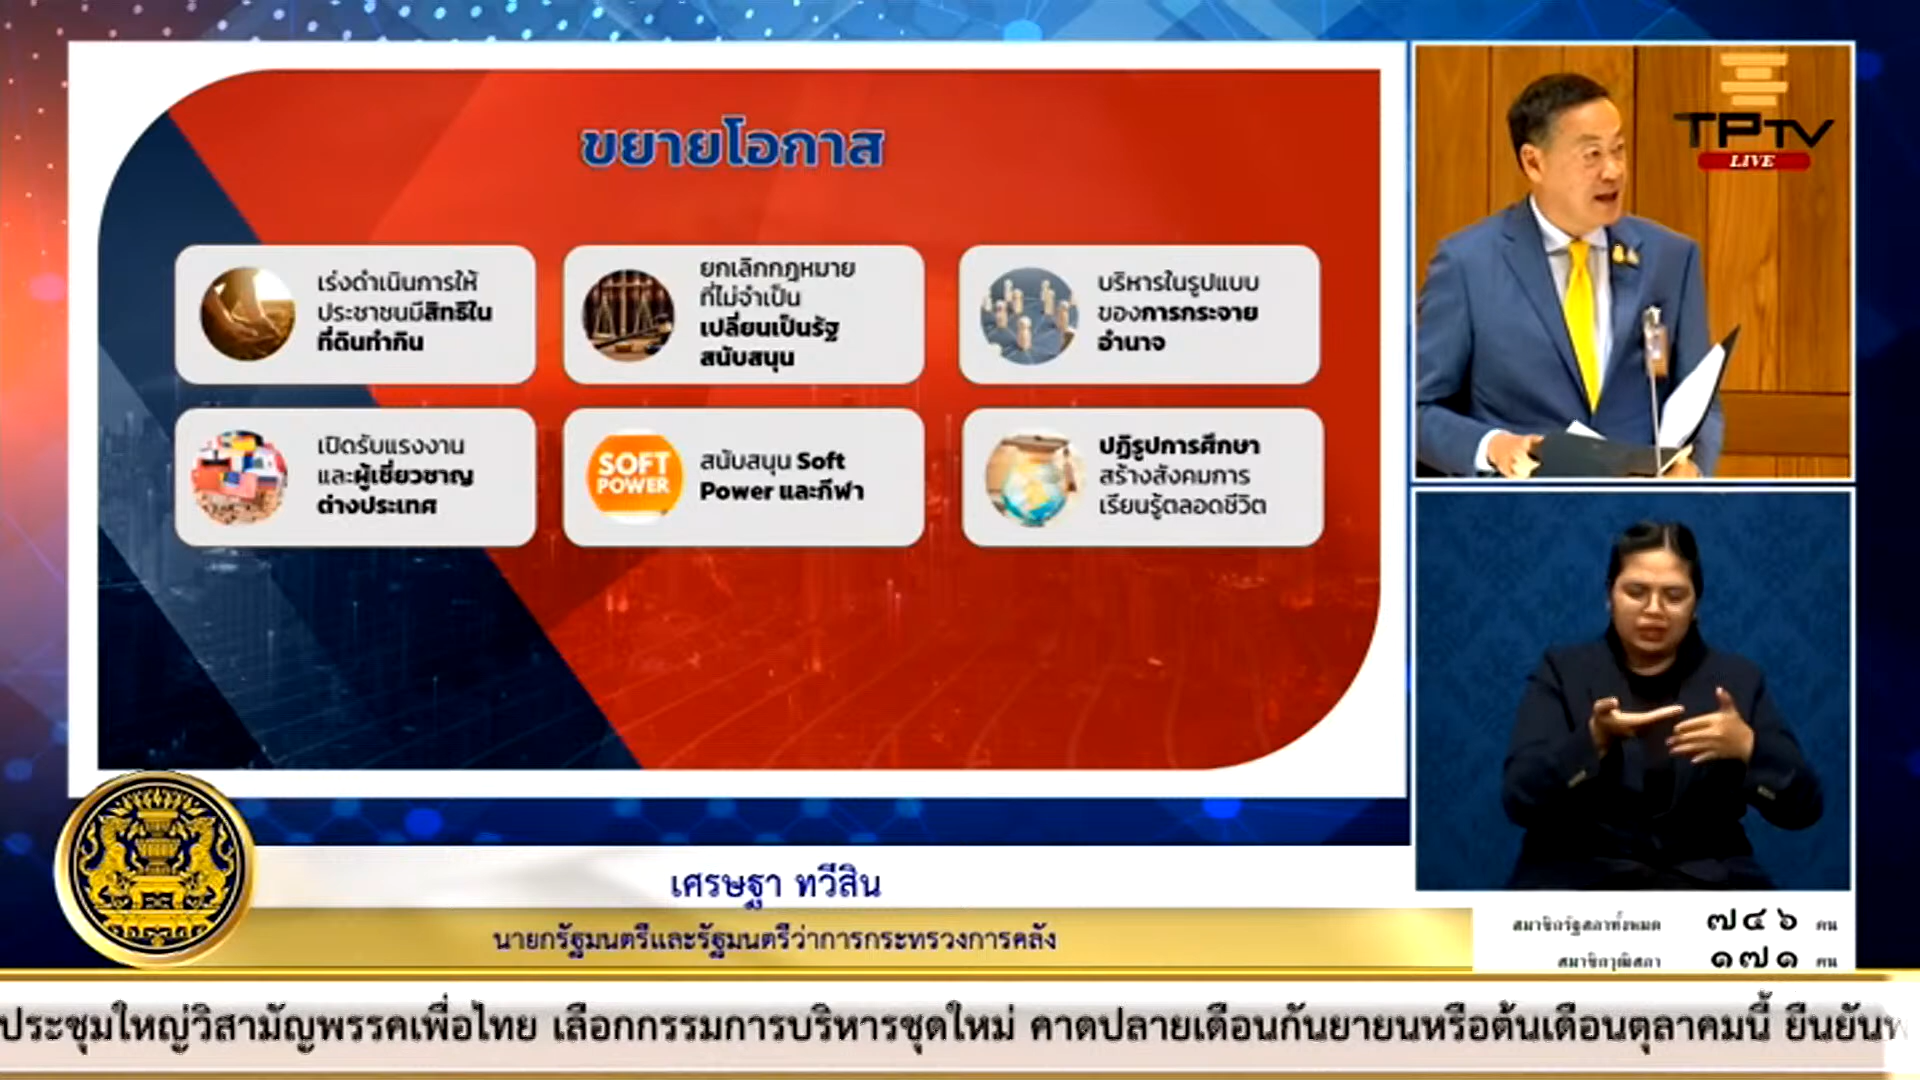 ขยายโอกาส
เร่งดำเนินการให้
ประชาชนมีสิทธิใน
ที่ดินทำกิน
ยกเลิกกฎหมาย
ที่ไม่จำเป็น
เปลี่ยนเป็นรัฐ
สนับสนุน
บริหารในรูปแบบ
ของการกระจาย
อำนาจ
เปิดรับแรงงาน
และผู้เชี่ยวชาญ
ต่างประเทศ
SOFT
POWER
สนับสนุน Soft
Power และกีฬา
ปฏิรูปการศึกษา
สร้างสังคมการ
เรียนรู้ตลอดชีวิต
TPTV
LIVE
เศรษฐา ทวีสิน
นายกรัฐมนตรีและรัฐมนตรีว่าการกระทรวงการคลัง
สมาชิกรัฐสภาทั้งหมด ๗๔๖ คน
สมาชิกวุฒิสภา ๑๗๑ คน
ประชุมใหญ่วิสามัญพรรคเพื่อไทย เลือกกรรมการบริหารชุดใหม่ คาดปลายเดือนกันยายนหรือต้นเดือนตุลาคมนี้ ยืนยัน